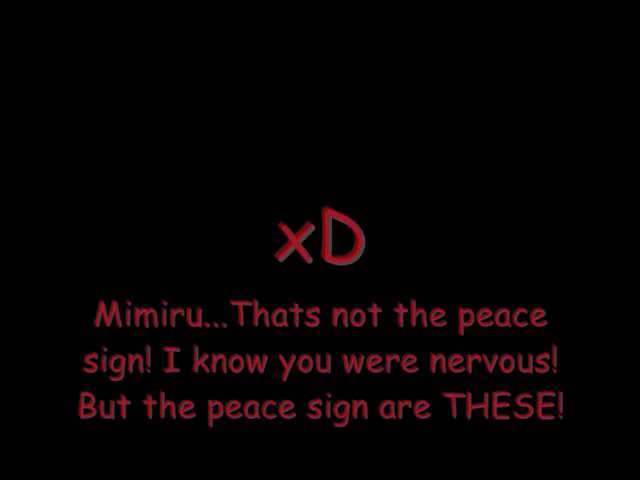 xD
Mimiru...Thats not the peace
sign! I know you were nervous!
But the peace sign are THESE!